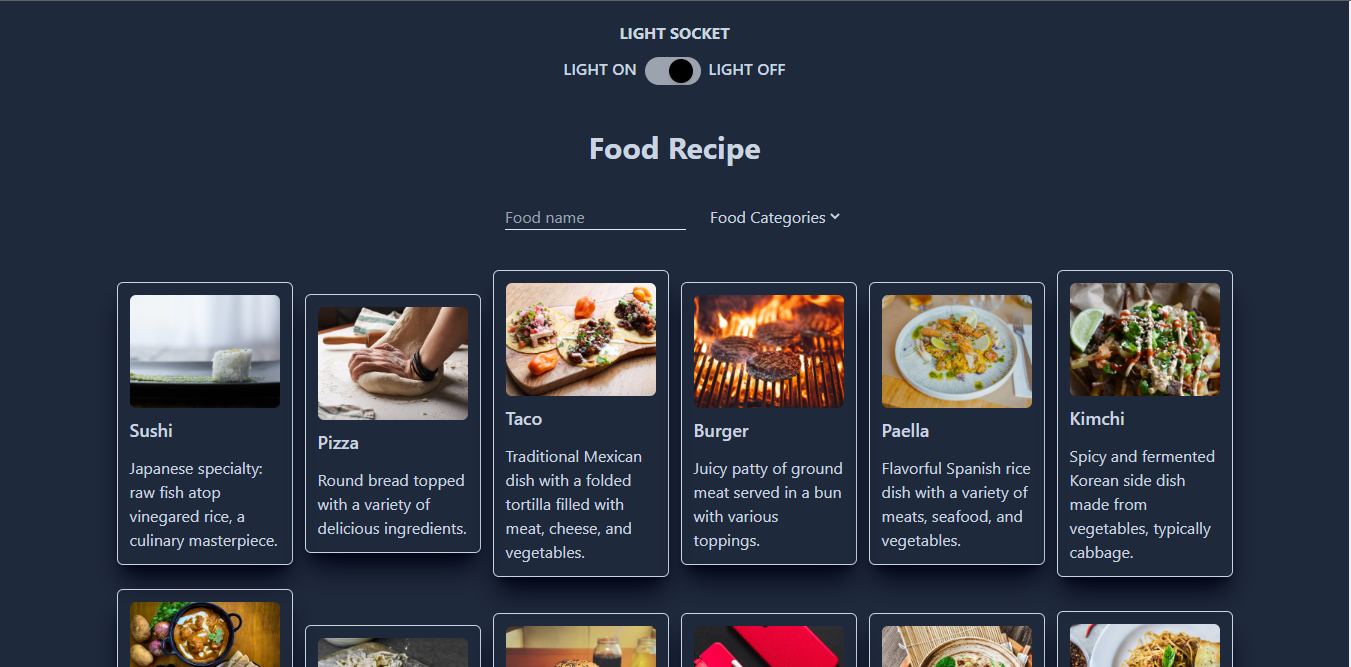 LIGHT SOCKET
LIGHT ON LIGHT OFF
Food Recipe
Food name Food Categories
Sushi
Japanese specialty:
raw fish atop
vinegared rice, a
culinary masterpiece.
Pizza
Round bread topped
with a variety of
delicious ingredients.
Taco
Traditional Mexican
dish with a folded
tortilla filled with
meat, cheese, and
vegetables.
Burger
Juicy patty of ground
meat served in a bun
with various
toppings.
Paella
Flavorful Spanish rice
dish with a variety of
meats, seafood, and
vegetables.
Kimchi
Spicy and fermented
Korean side dish
made from
vegetables, typically
cabbage.